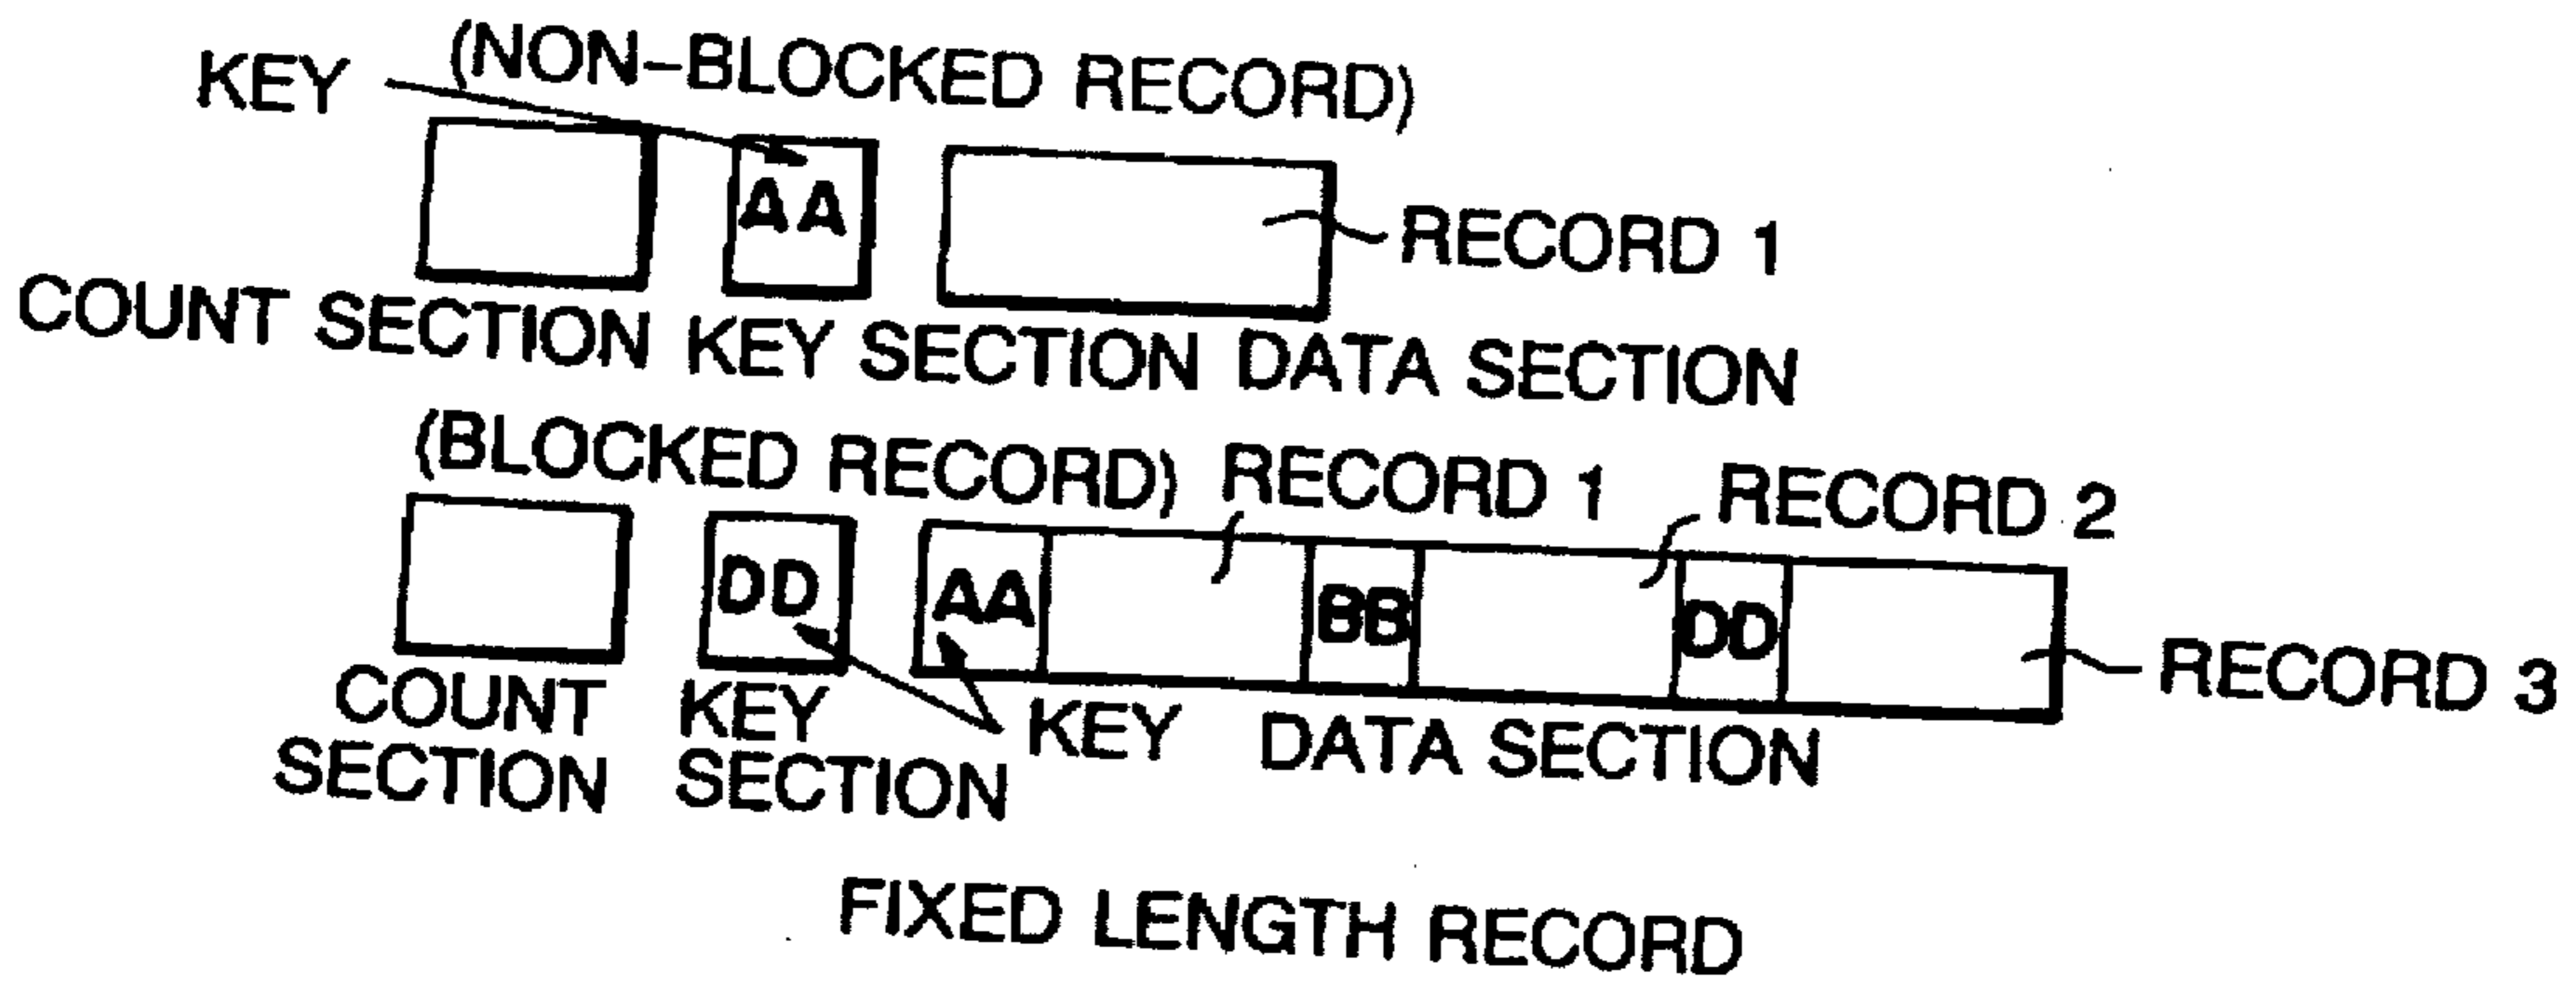 (NON-BLOCKED RECORD)
KEY
AA
RECORD 1
COUNT SECTION KEY SECTION DATA SECTION
(BLOCKED RECORD) RECORD 1 RECORD 2
DD AA BB DD
RECORD 3
COUNT SECTION
KEY SECTION
KEY
DATA SECTION
FIXED LENGTH RECORD